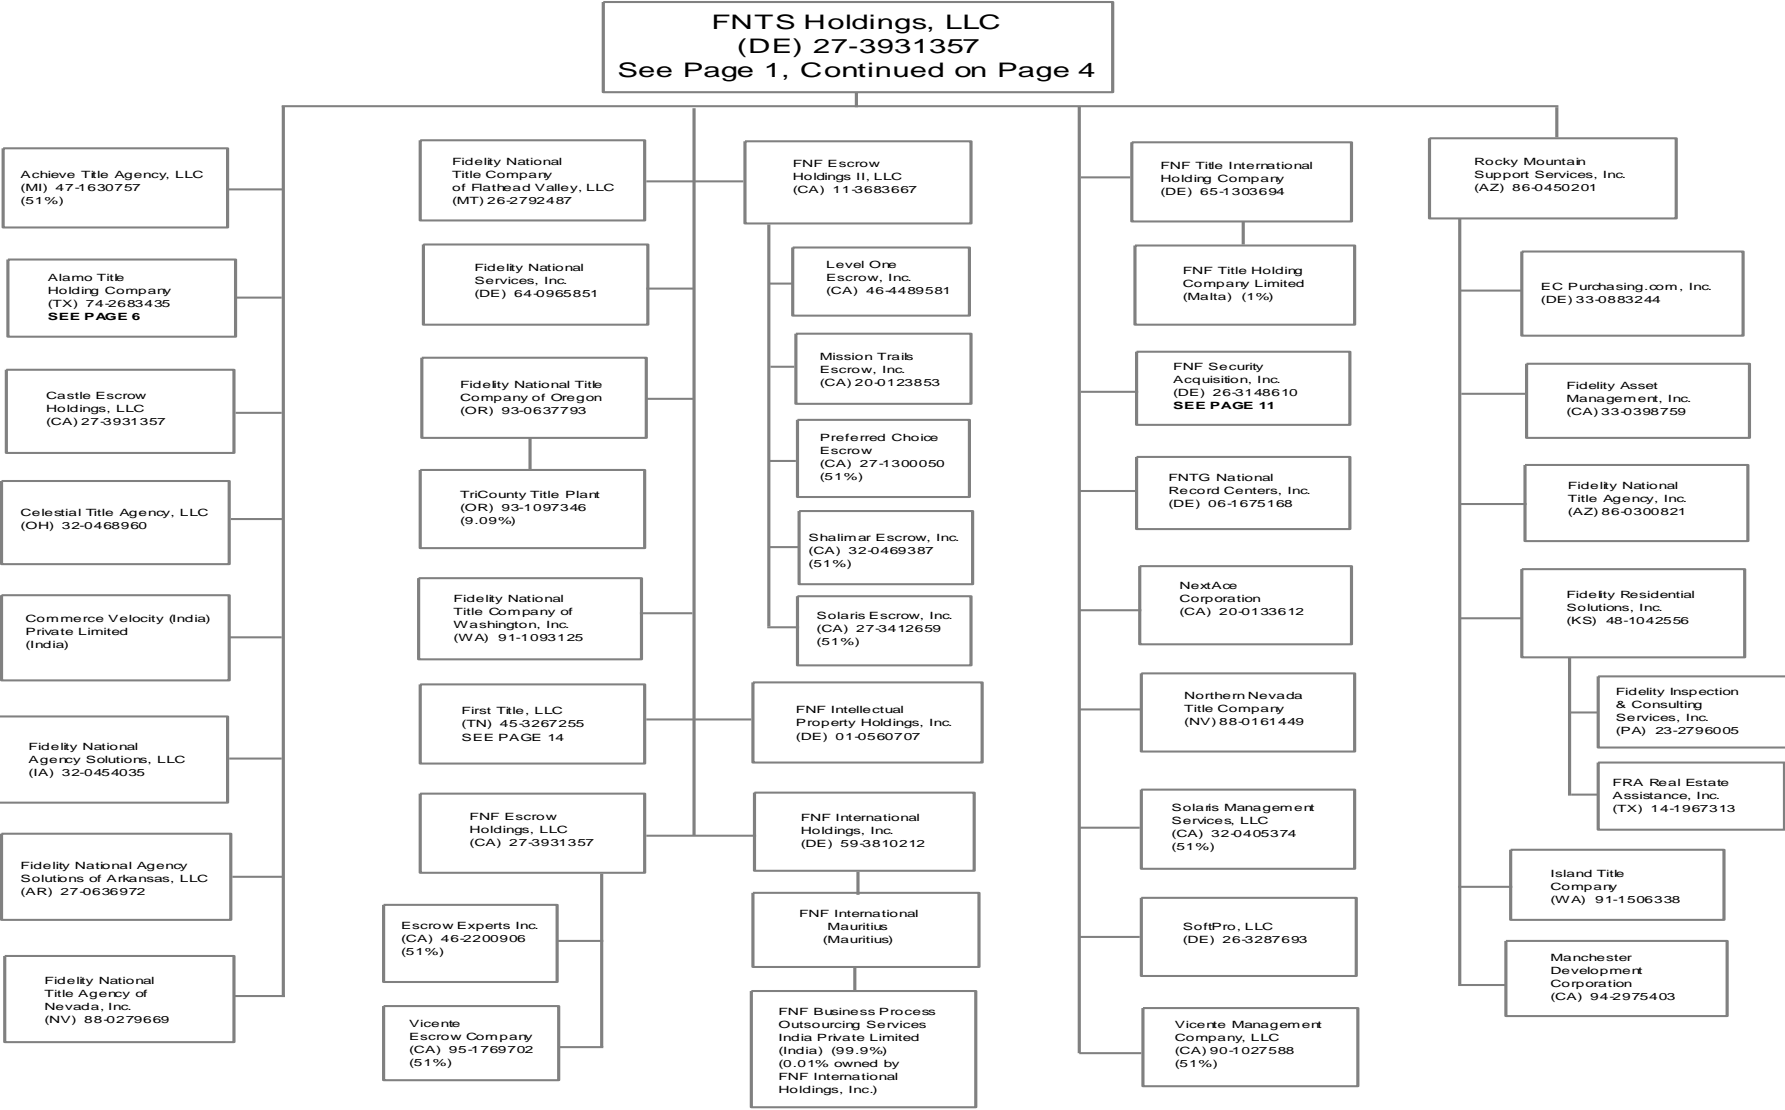 FNTS Holdings, LLC
(DE) 27-3931357
See Page 1, Continued on Page 4
Achieve Title Agency, LLC
(MI) 47-1630757
(51%)
Alamo Title
Holding Company
(TX) 74-2683435
SEE PAGE 6
Castle Escrow
Holdings, LLC
(CA) 27-3931357
Celestial Title Agency, LLC
(OH) 32-0468960
Commerce Velocity (India)
Private Limited
(India)
Fidelity National
Agency Solutions, LLC
(IA) 32-0454035
Fidelity National Agency
Solutions of Arkansas, LLC
(AR) 27-0636972
Fidelity National
Title Agency of
Nevada, Inc.
(NV) 88-0279669
Fidelity National
Title Company
of Flathead Valley, LLC
(MT) 26-2792487
Fidelity National
Services, Inc.
(DE) 64-0965851
Fidelity National Title
Company of Oregon
(OR) 93-0637793
TriCounty Title Plant
(OR) 93-1097346
(9.09%)
Fidelity National
Title Company of
Washington, Inc.
(WA) 91-1093125
First Title, LLC
(TN) 45-3267255
SEE PAGE 14
FNF Escrow
Holdings, LLC
(CA) 27-3931357
Escrow Experts Inc.
(CA) 46-2200906
(51%)
Vicente
Escrow Company
(CA) 95-1769702
(51%)
FNF Escrow
Holdings II, LLC
(CA) 11-3683667
Level One
Escrow, Inc.
(CA) 46-4489581
Mission Trails
Escrow, Inc.
(CA) 20-0123853
Preferred Choice
Escrow
(CA) 27-1300050
(51%)
Shalimar Escrow, Inc.
(CA) 32-0469387
(51%)
Solaris Escrow, Inc.
(CA) 27-3412659
(51%)
FNF Intellectual
Property Holdings, Inc.
(DE) 01-0560707
FNF International
Holdings, Inc.
(DE) 59-3810212
FNF International
Mauritius
(Mauritius)
FNF Business Process
Outsourcing Services
India Private Limited
(India) (99.9%)
(0.01% owned by
FNF International
Holdings, Inc.)
FNF Title International
Holding Company
(DE) 65-1303694
FNF Title Holding
Company Limited
(Malta) (1%)
FNF Security
Acquisition, Inc.
(DE) 26-3148610
SEE PAGE 11
FNTG National
Record Centers, Inc.
(DE) 06-1675168
NextAce
Corporation
(CA) 20-0133612
Northern Nevada
Title Company
(NV) 88-0161449
Solaris Management
Services, LLC
(CA) 32-0405374
(51%)
SoftPro, LLC
(DE) 26-3287693
Vicente Management
Company, LLC
(CA) 90-1027588
(51%)
Rocky Mountain
Support Services, Inc.
(AZ) 86-0450201
EC Purchasing.com, Inc.
(DE) 33-0883244
Fidelity Asset
Management, Inc.
(CA) 33-0398759
Fidelity National
Title Agency, Inc.
(AZ) 86-0300821
Fidelity Residential
Solutions, Inc.
(KS) 48-1042556
Fidelity Inspection
& Consulting
Services, Inc.
(PA) 23-2796005
FRA Real Estate
Assistance, Inc.
(TX) 14-1967313
Island Title
Company
(WA) 91-1506338
Manchester
Development
Corporation
(CA) 94-2975403